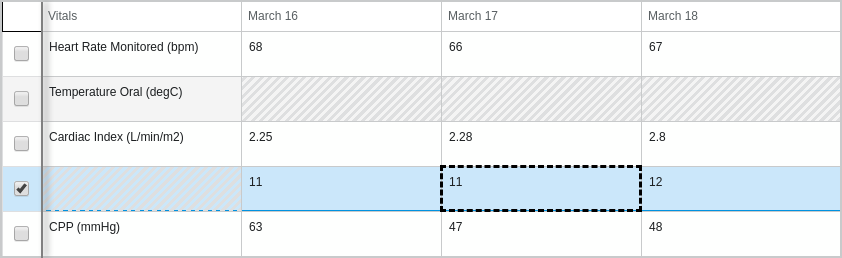 Vitals March 16 March 17 March 18
Heart Rate Monitored (bpm) 68 66 67
Temperature Oral (degC)
Cardiac Index (L/min/m2) 2.25 2.28 2.8
11 11 12
CPP (mmHg) 63 47 48